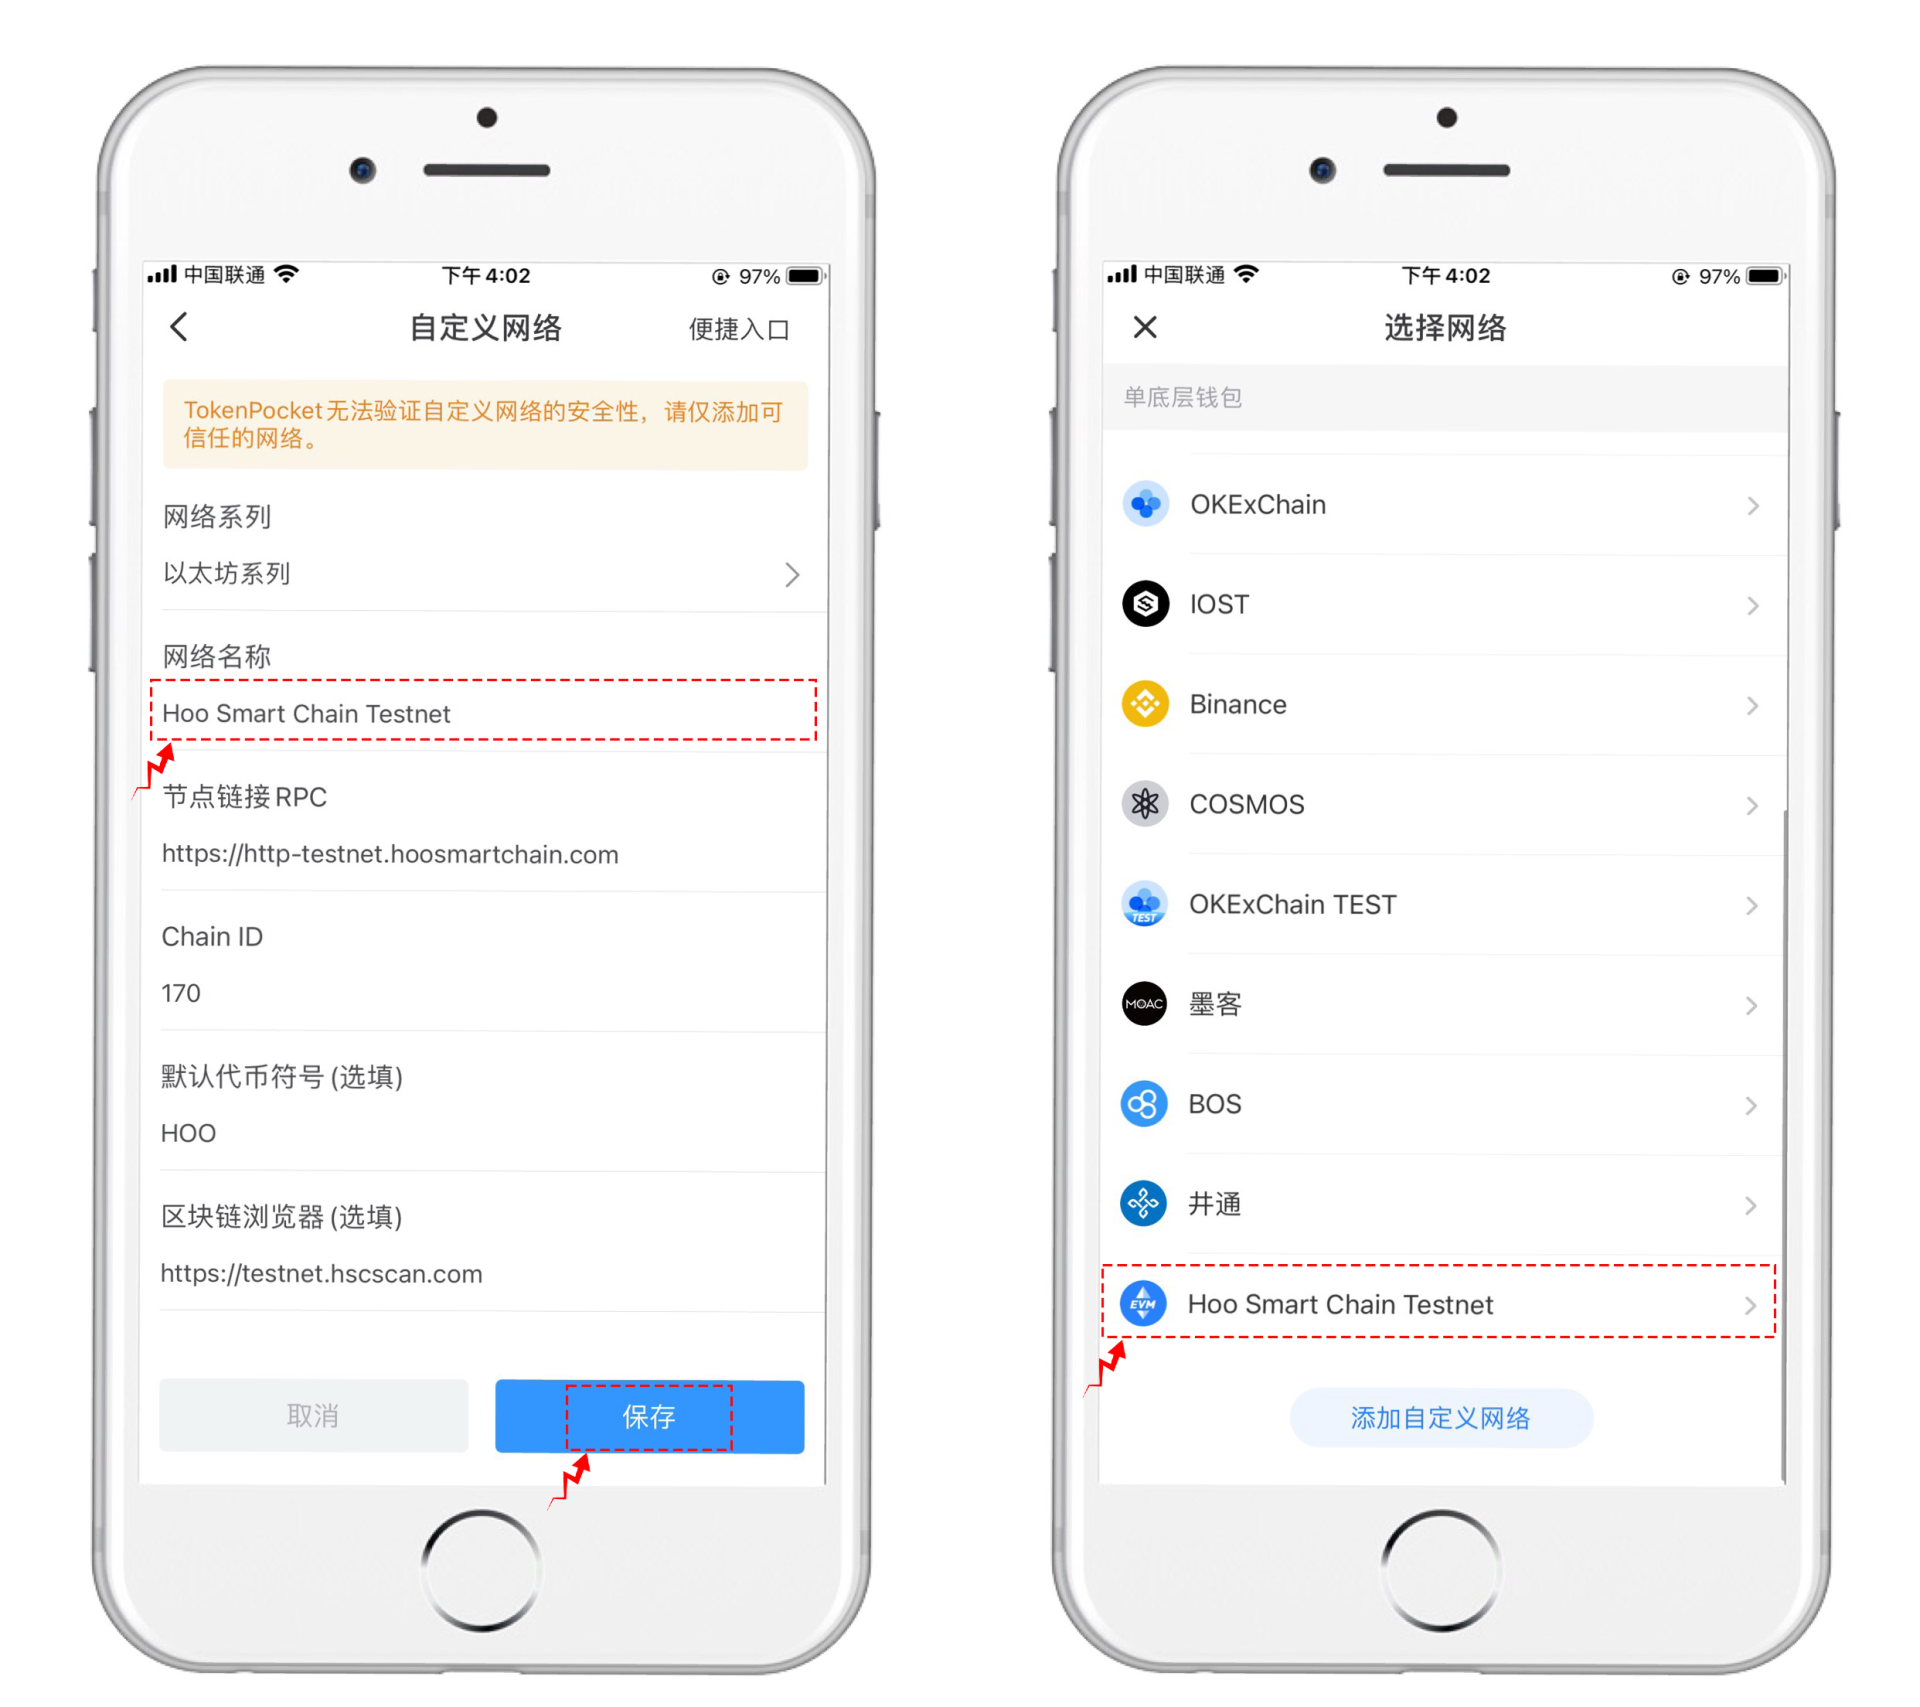 中国联通
下午 4:02
97%
自定义网络
便捷入口
TokenPocket无法验证自定义网络的安全性，请仅添加可
信任的网络。
网络系列
以太坊系列
网络名称
Hoo Smart Chain Testnet
节点链接RPC
https://http-testnet.hoosmartchain.com
Chain ID
170
默认代币符号(选填)
HOO
区块链浏览器(选填)
https://testnet.hscscan.com
取消
保存
中国联通
下午 4:02
97%
选择网络
单底层钱包
OKExChain
IOST
Binance
COSMOS
TEST
OKExChain TEST
MOAC
墨客
BOS
井通
EVM
Hoo Smart Chain Testnet
添加自定义网络